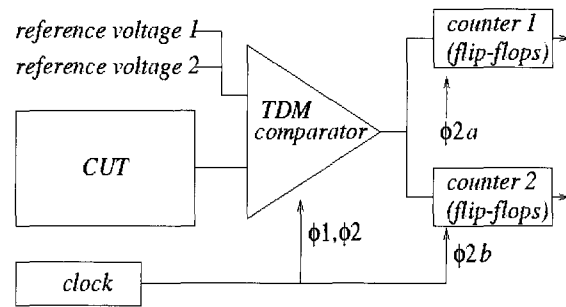 reference voltage 1
reference voltage 2
TDM
comparator
CUT
clock
ϕ1,ϕ2
counter 1
(flip-flops)
ϕ2a
counter 2
(flip-flops)
ϕ2b